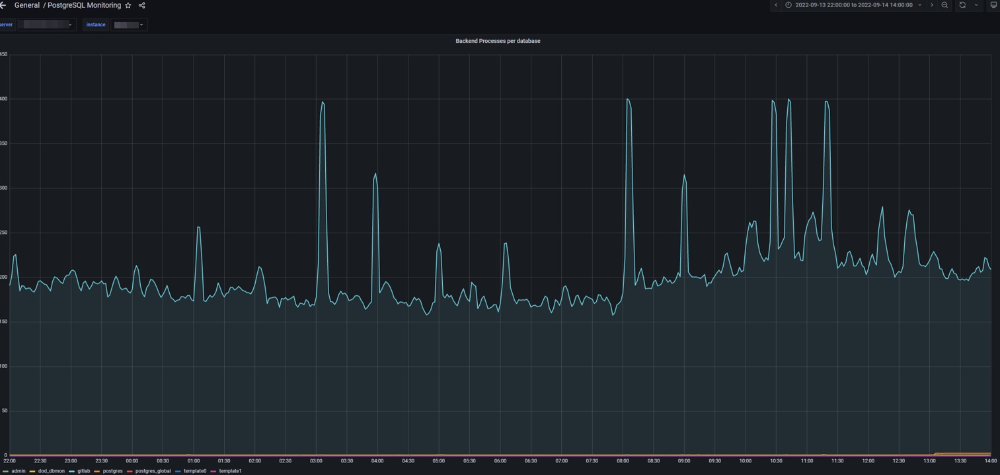 General / PostgreSQL Monitoring
2022-09-13 22:00:00 to 2022-09-14 14:00:00
server
instance
Backend Processes per database
450
400
350
300
250
200
150
100
50
0
22:00 22:30 23:00 23:30 00:00 00:30 01:00 01:30 02:00 02:30 03:00 03:30 04:00 04:30 05:00 05:30 06:00 06:30 07:00 07:30 08:00 08:30 09:00 09:30 10:00 10:30 11:00 11:30 12:00 12:30 13:00 13:30 14:00
admin dod_dbmon gitlab postgres postgres_global template0 template1